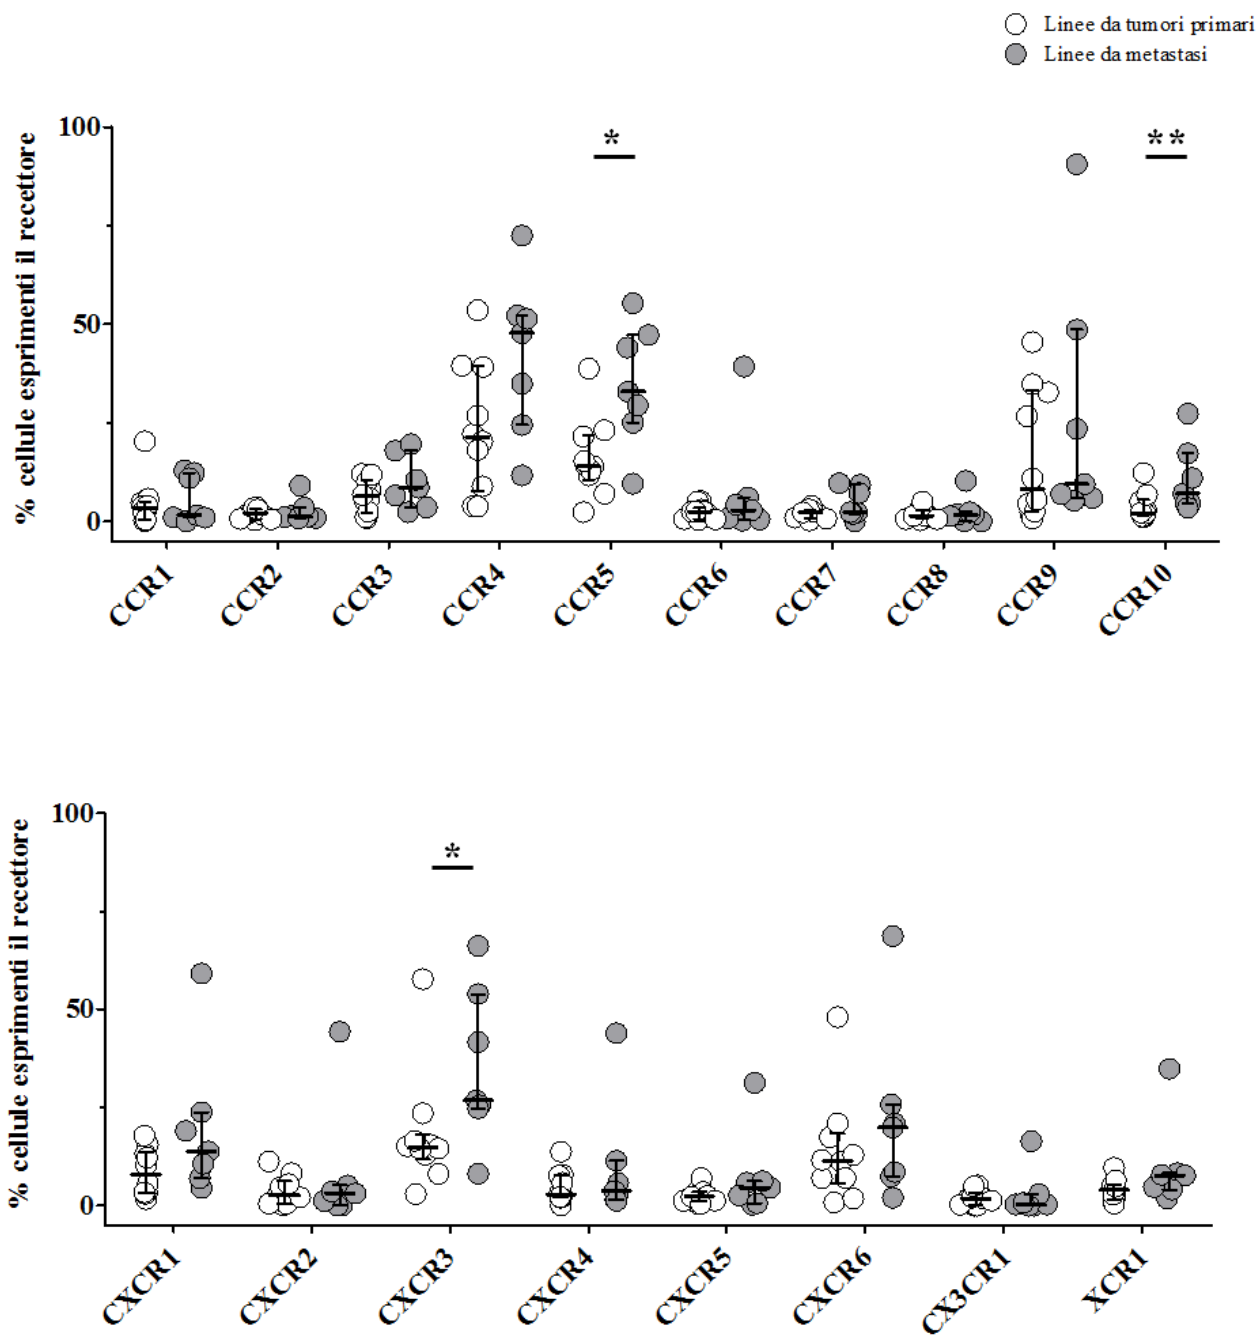 Linee da tumori primari
Linee da metastasi
% cellule esprimenti il recettore
100
50
0
*
**
CCR1
CCR2
CCR3
CCR4
CCR5
CCR6
CCR7
CCR8
CCR9
CCR10
% cellule esprimenti il recettore
100
50
0
*
CXCR1
CXCR2
CXCR3
CXCR4
CXCR5
CXCR6
CX3CR1
XCR1